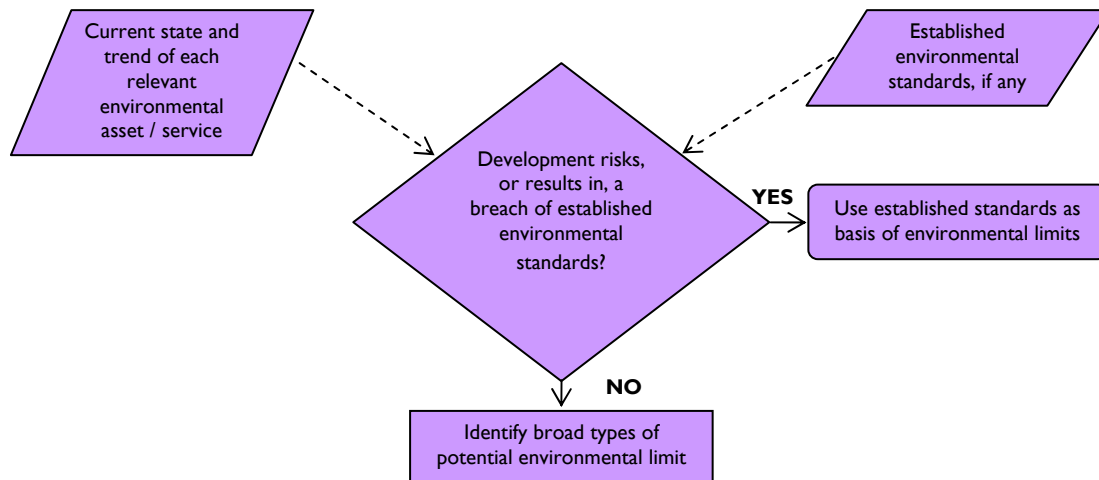 Current state and
trend of each
relevant
environmental
asset / service
Established
environmental
standards, if any
Development risks,
or results in, a
breach of established
environmental
standards?
YES
Use established standards as
basis of environmental limits
NO
Identify broad types of
potential environmental limit